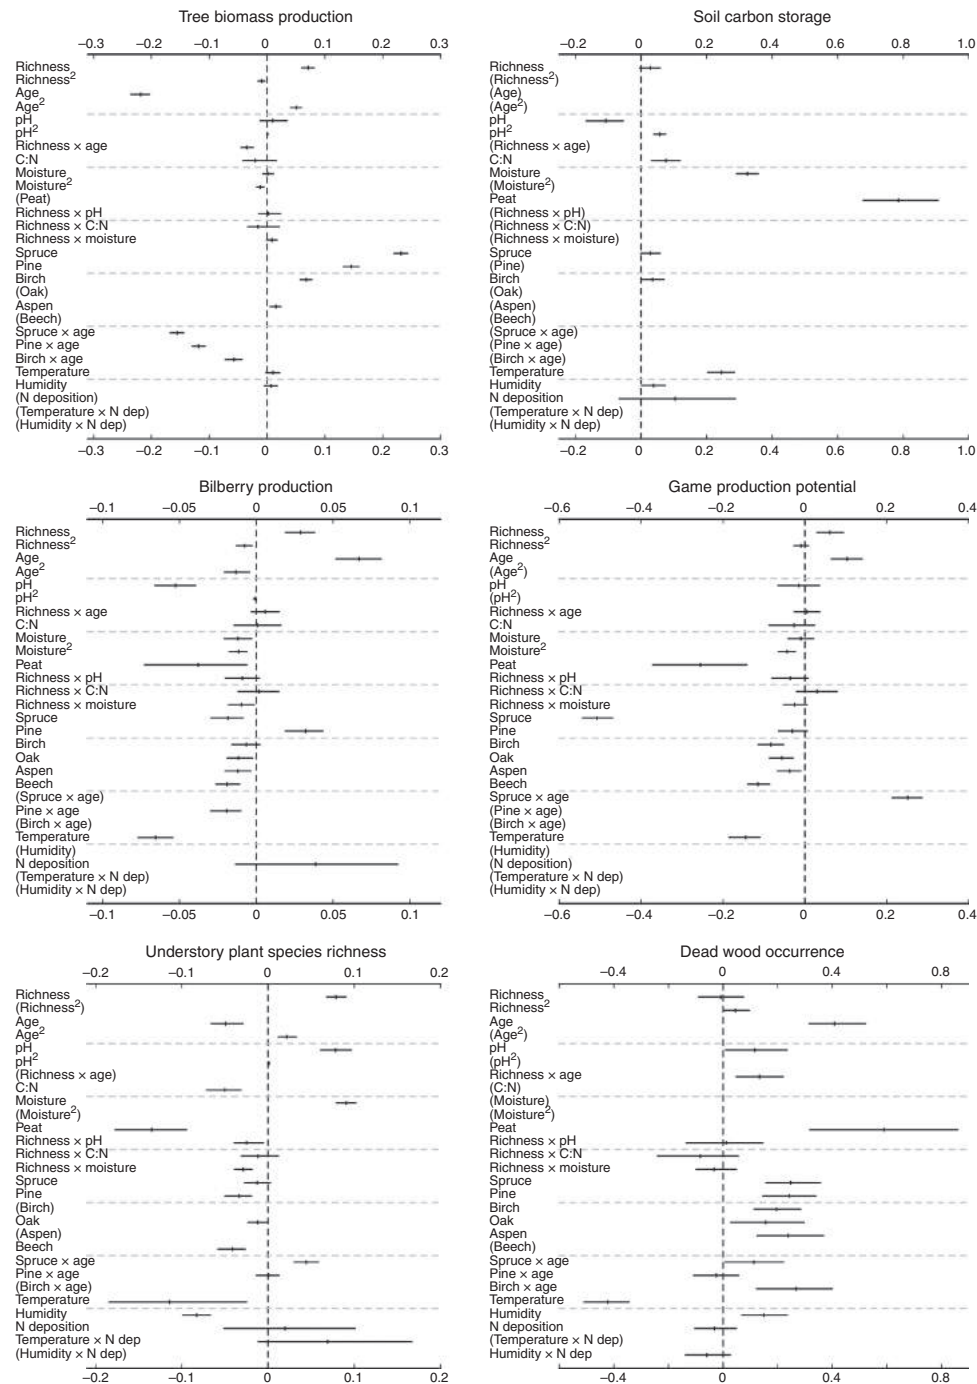 Tree biomass production
−0.3 −0.2 −0.1 0 0.1 0.2 0.3
Richness
Richness²
Age
Age²
pH
pH²
Richness × age
C:N
Moisture
Moisture²
(Peat)
Richness × pH
Richness × C:N
Richness × moisture
Spruce
Pine
Birch
(Oak)
Aspen
(Beech)
Spruce × age
Pine × age
Birch × age
Temperature
Humidity
(N deposition)
(Temperature × N dep)
(Humidity × N dep)
−0.3 −0.2 −0.1 0 0.1 0.2 0.3
Soil carbon storage
−0.2 0 0.2 0.4 0.6 0.8 1.0
Richness
(Richness²)
(Age)
(Age²)
pH
pH²
(Richness × age)
C:N
Moisture
(Moisture²)
Peat
(Richness × pH)
(Richness × C:N)
(Richness × moisture)
Spruce
(Pine)
Birch
(Oak)
(Aspen)
(Beech)
(Spruce × age)
(Pine × age)
(Birch × age)
Temperature
Humidity
N deposition
(Temperature × N dep)
(Humidity × N dep)
−0.2 0 0.2 0.4 0.6 0.8 1.0
Bilberry production
−0.1 −0.05 0 0.05 0.1
Richness
Richness²
Age
Age²
pH
pH²
Richness × age
C:N
Moisture
Moisture²
Peat
Richness × pH
Richness × C:N
Richness × moisture
Spruce
Pine
Birch
Oak
Aspen
Beech
(Spruce × age)
Pine × age
(Birch × age)
Temperature
(Humidity)
N deposition
(Temperature × N dep)
(Humidity × N dep)
−0.1 −0.05 0 0.05 0.1
Game production potential
−0.6 −0.4 −0.2 0 0.2 0.4
Richness
Richness²
Age
(Age²)
pH
(pH²)
Richness × age
C:N
Moisture
Moisture²
Peat
Richness × pH
Richness × C:N
Richness × moisture
Spruce
Pine
Birch
Oak
Aspen
Beech
Spruce × age
(Pine × age)
(Birch × age)
Temperature
(Humidity)
(N deposition)
(Temperature × N dep)
(Humidity × N dep)
−0.6 −0.4 −0.2 0 0.2 0.4
Understory plant species richness
−0.2 −0.1 0 0.1 0.2
Richness
(Richness²)
Age
Age²
pH
pH²
(Richness × age)
C:N
Moisture
(Moisture²)
Peat
Richness × pH
Richness × C:N
Richness × moisture
Spruce
Pine
(Birch)
Oak
(Aspen)
Beech
Spruce × age
Pine × age
(Birch × age)
Temperature
Humidity
N deposition
Temperature × N dep
(Humidity × N dep)
−0.2 −0.1 0 0.1 0.2
Dead wood occurrence
−0.4 0 0.4 0.8
Richness
Richness²
Age
(Age²)
pH
(pH²)
Richness × age
(C:N)
(Moisture)
(Moisture²)
Peat
Richness × pH
Richness × C:N
Richness × moisture
Spruce
Pine
Birch
Oak
Aspen
(Beech)
Spruce × age
Pine × age
Birch × age
Temperature
Humidity
N deposition
(Temperature × N dep)
Humidity × N dep
−0.4 0 0.4 0.8